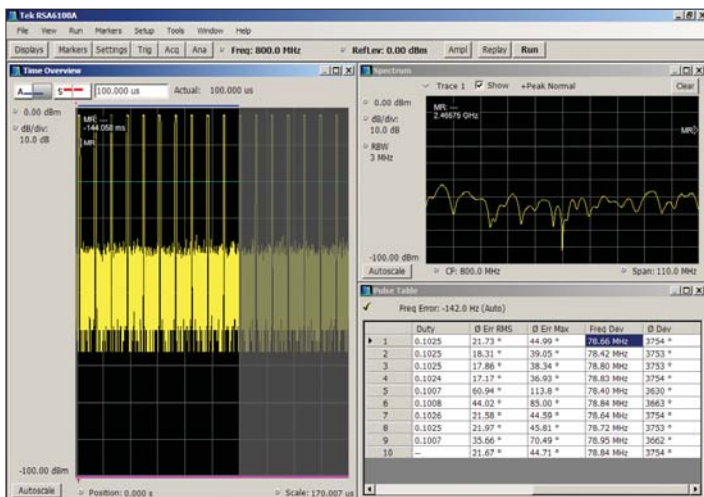 Tek RSA6100A
File View Run Markers Setup Tools Window Help
Displays Markers Settings Trig Acq Ana Freq: 800.0 MHz RefLev: 0.00 dBm Ampl Replay Run
Time Overview
A S 100.000 us Actual: 100.000 us
0.00 dBm
dB/div:
10.0 dB
MR: ---
-144.058 ms
MR
-100.00 dBm
Autoscale Position: 0.000 s Scale: 170.007 us
Spectrum
Trace 1 Show +Peak Normal Clear
0.00 dBm
dB/div:
10.0 dB
RBW
3 MHz
MR: ---
2.46675 GHz
MR
-100.00 dBm
Autoscale CF: 800.0 MHz Span: 110.0 MHz
Pulse Table
Freq Error: -142.0 Hz (Auto)
Duty Ø Err RMS Ø Err Max Freq Dev Ø Dev
1 0.1025 21.73 ° 44.99 ° 78.66 MHz 3754 °
2 0.1025 18.31 ° 39.05 ° 78.42 MHz 3753 °
3 0.1025 17.86 ° 38.34 ° 78.80 MHz 3753 °
4 0.1024 17.17 ° 36.93 ° 78.83 MHz 3753 °
5 0.1007 60.94 ° 113.8 ° 78.40 MHz 3630 °
6 0.1008 44.02 ° 85.00 ° 78.84 MHz 3663 °
7 0.1026 21.58 ° 44.59 ° 78.64 MHz 3754 °
8 0.1025 21.97 ° 45.81 ° 78.72 MHz 3753 °
9 0.1007 35.66 ° 70.49 ° 78.95 MHz 3662 °
10 -- 21.67 ° 44.71 ° 78.84 MHz 3754 °